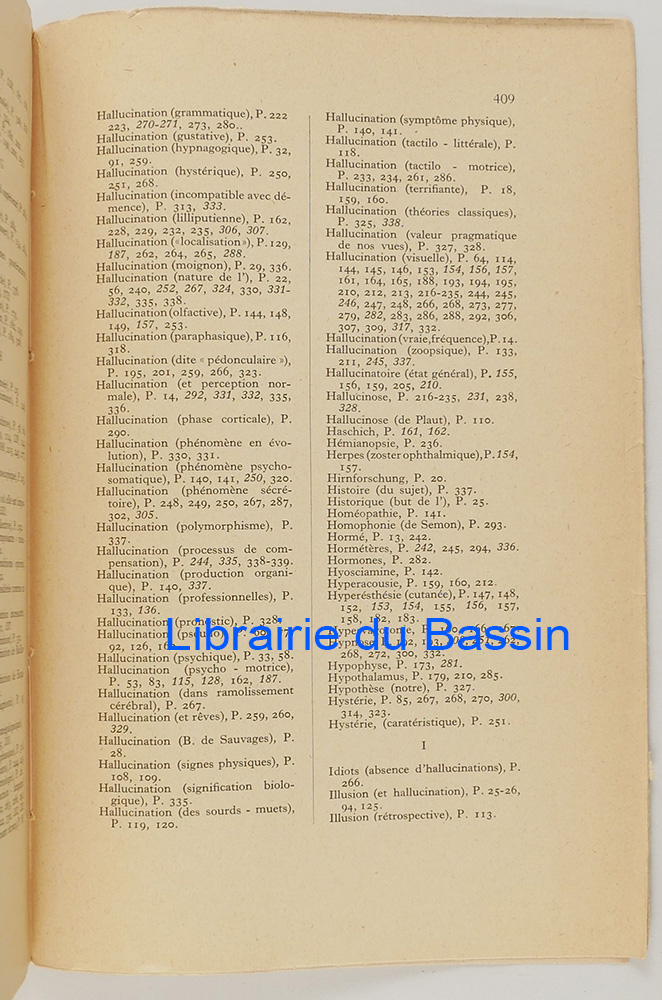 409
Hallucination (grammatique), P. 222
223, 270-271, 273, 280..
Hallucination (gustative), P. 253.
Hallucination (hypnagogique), P. 32,
91, 259.
Hallucination (hystérique), P. 250,
251, 268.
Hallucination (incompatible avec dé-
mence), P. 313, 333.
Hallucination (lilliputienne), P. 162,
228, 229, 232, 235, 306, 307.
Hallucination (« localisation »), P. 129,
187, 262, 264, 265, 288.
Hallucination (moignon), P. 29, 336.
Hallucination (nature de l'), P. 22,
56, 240, 252, 267, 324, 330, 331-
332, 335, 338.
Hallucination (olfactive), P. 144, 148,
149, 157, 253.
Hallucination (paraphasique), P. 116,
318.
Hallucination (dite « pédonculaire »),
P. 195, 201, 259, 266, 323.
Hallucination (et perception nor-
male), P. 14, 292, 331, 332, 335,
336.
Hallucination (phase corticale), P.
290.
Hallucination (phénomène en évo-
lution), P. 330, 331.
Hallucination (phénomène psycho-
somatique), P. 140, 141, 250, 320.
Hallucination (phénomène sécré-
toire), P. 248, 249, 250, 267, 287,
302, 305.
Hallucination (polymorphisme), P.
337.
Hallucination (processus de com-
pensation), P. 244, 335, 338-339.
Hallucination (production organi-
que), P. 140, 337.
Hallucination (professionnelles), P.
133, 136.
Hallucination (pronostic), P. 328.
Hallucination (pseudo)
92, 126,
Hallucination (psychique), P. 33, 58.
Hallucination (psycho - motrice),
P. 53, 83, 115, 128, 162, 187.
Hallucination (dans ramolissement
cérébral), P. 267.
Hallucination (et rêves), P. 259, 260,
329.
Hallucination (B. de Sauvages), P.
28.
Hallucination (signes physiques), P.
108, 109.
Hallucination (signification biolo-
gique), P. 335.
Hallucination (des sourds - muets),
P. 119, 120.
Hallucination (symptôme physique),
P. 140, 141.
Hallucination (tactilo - littérale), P.
118.
Hallucination (tactilo - motrice),
P. 233, 234, 261, 286.
Hallucination (terrifiante), P. 18,
159, 160.
Hallucination (théories classiques),
P. 325, 338.
Hallucination (valeur pragmatique
de nos vues), P. 327, 328.
Hallucination (visuelle), P. 64, 114,
144, 145, 146, 153, 154, 156, 157,
161, 164, 165, 188, 193, 194, 195,
210, 212, 213, 216-235, 244, 245,
246, 247, 248, 266, 268, 273, 277,
279, 282, 283, 286, 288, 292, 306,
307, 309, 317, 332.
Hallucination (vraie, fréquence), P. 14.
Hallucination (zoopsique), P. 133,
211, 245, 337.
Hallucinatoire (état général), P. 155,
156, 159, 205, 210.
Hallucinose, P. 216-235, 231, 238,
328.
Hallucinose (de Plaut), P. 110.
Haschich, P. 161, 162.
Hémianopsie, P. 236.
Herpes (zoster ophthalmique), P. 154,
157.
Hirnforschung, P. 20.
Histoire (du sujet), P. 337.
Historique (but de l'), P. 25.
Homéopathie, P. 141.
Homophonie (de Semon), P. 293.
Hormé, P. 13, 242.
Hormétères, P. 242, 245, 294, 336.
Hormones, P. 282.
Hyosciamine, P. 142.
Hyperacousie, P. 159, 160, 212.
Hyperésthésie (cutanée), P. 147, 148,
152, 153, 154, 155, 156, 157,
158, 182, 183.
268, 272, 300, 332.
Hypophyse, P. 173, 281.
Hypothalamus, P. 179, 210, 285.
Hypothèse (notre), P. 327.
Hystérie, P. 85, 267, 268, 270, 300,
314, 323.
Hystérie, (caratéristique), P. 251.
I
Idiots (absence d'hallucinations), P.
266.
Illusion (et hallucination), P. 25-26,
94, 125.
Illusion (rétrospective), P. 113.
Librairie du Bassin